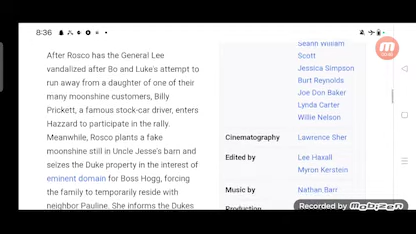 8:36
After Rosco has the General Lee
vandalized after Bo and Luke's attempt to
run away from a daughter of one of their
many moonshine customers, Billy
Prickett, a famous stock-car driver, enters
Hazzard to participate in the rally.
Meanwhile, Rosco plants a fake
moonshine still in Uncle Jesse's barn and
seizes the Duke property in the interest of
eminent domain for Boss Hogg, forcing
the family to temporarily reside with
neighbor Pauline. She informs the Dukes
Seann William
Scott
Jessica Simpson
Burt Reynolds
Joe Don Baker
Lynda Carter
Willie Nelson
Cinematography Lawrence Sher
Edited by Lee Haxall
Myron Kerstein
Music by Nathan Barr
Production
Recorded by mobizen